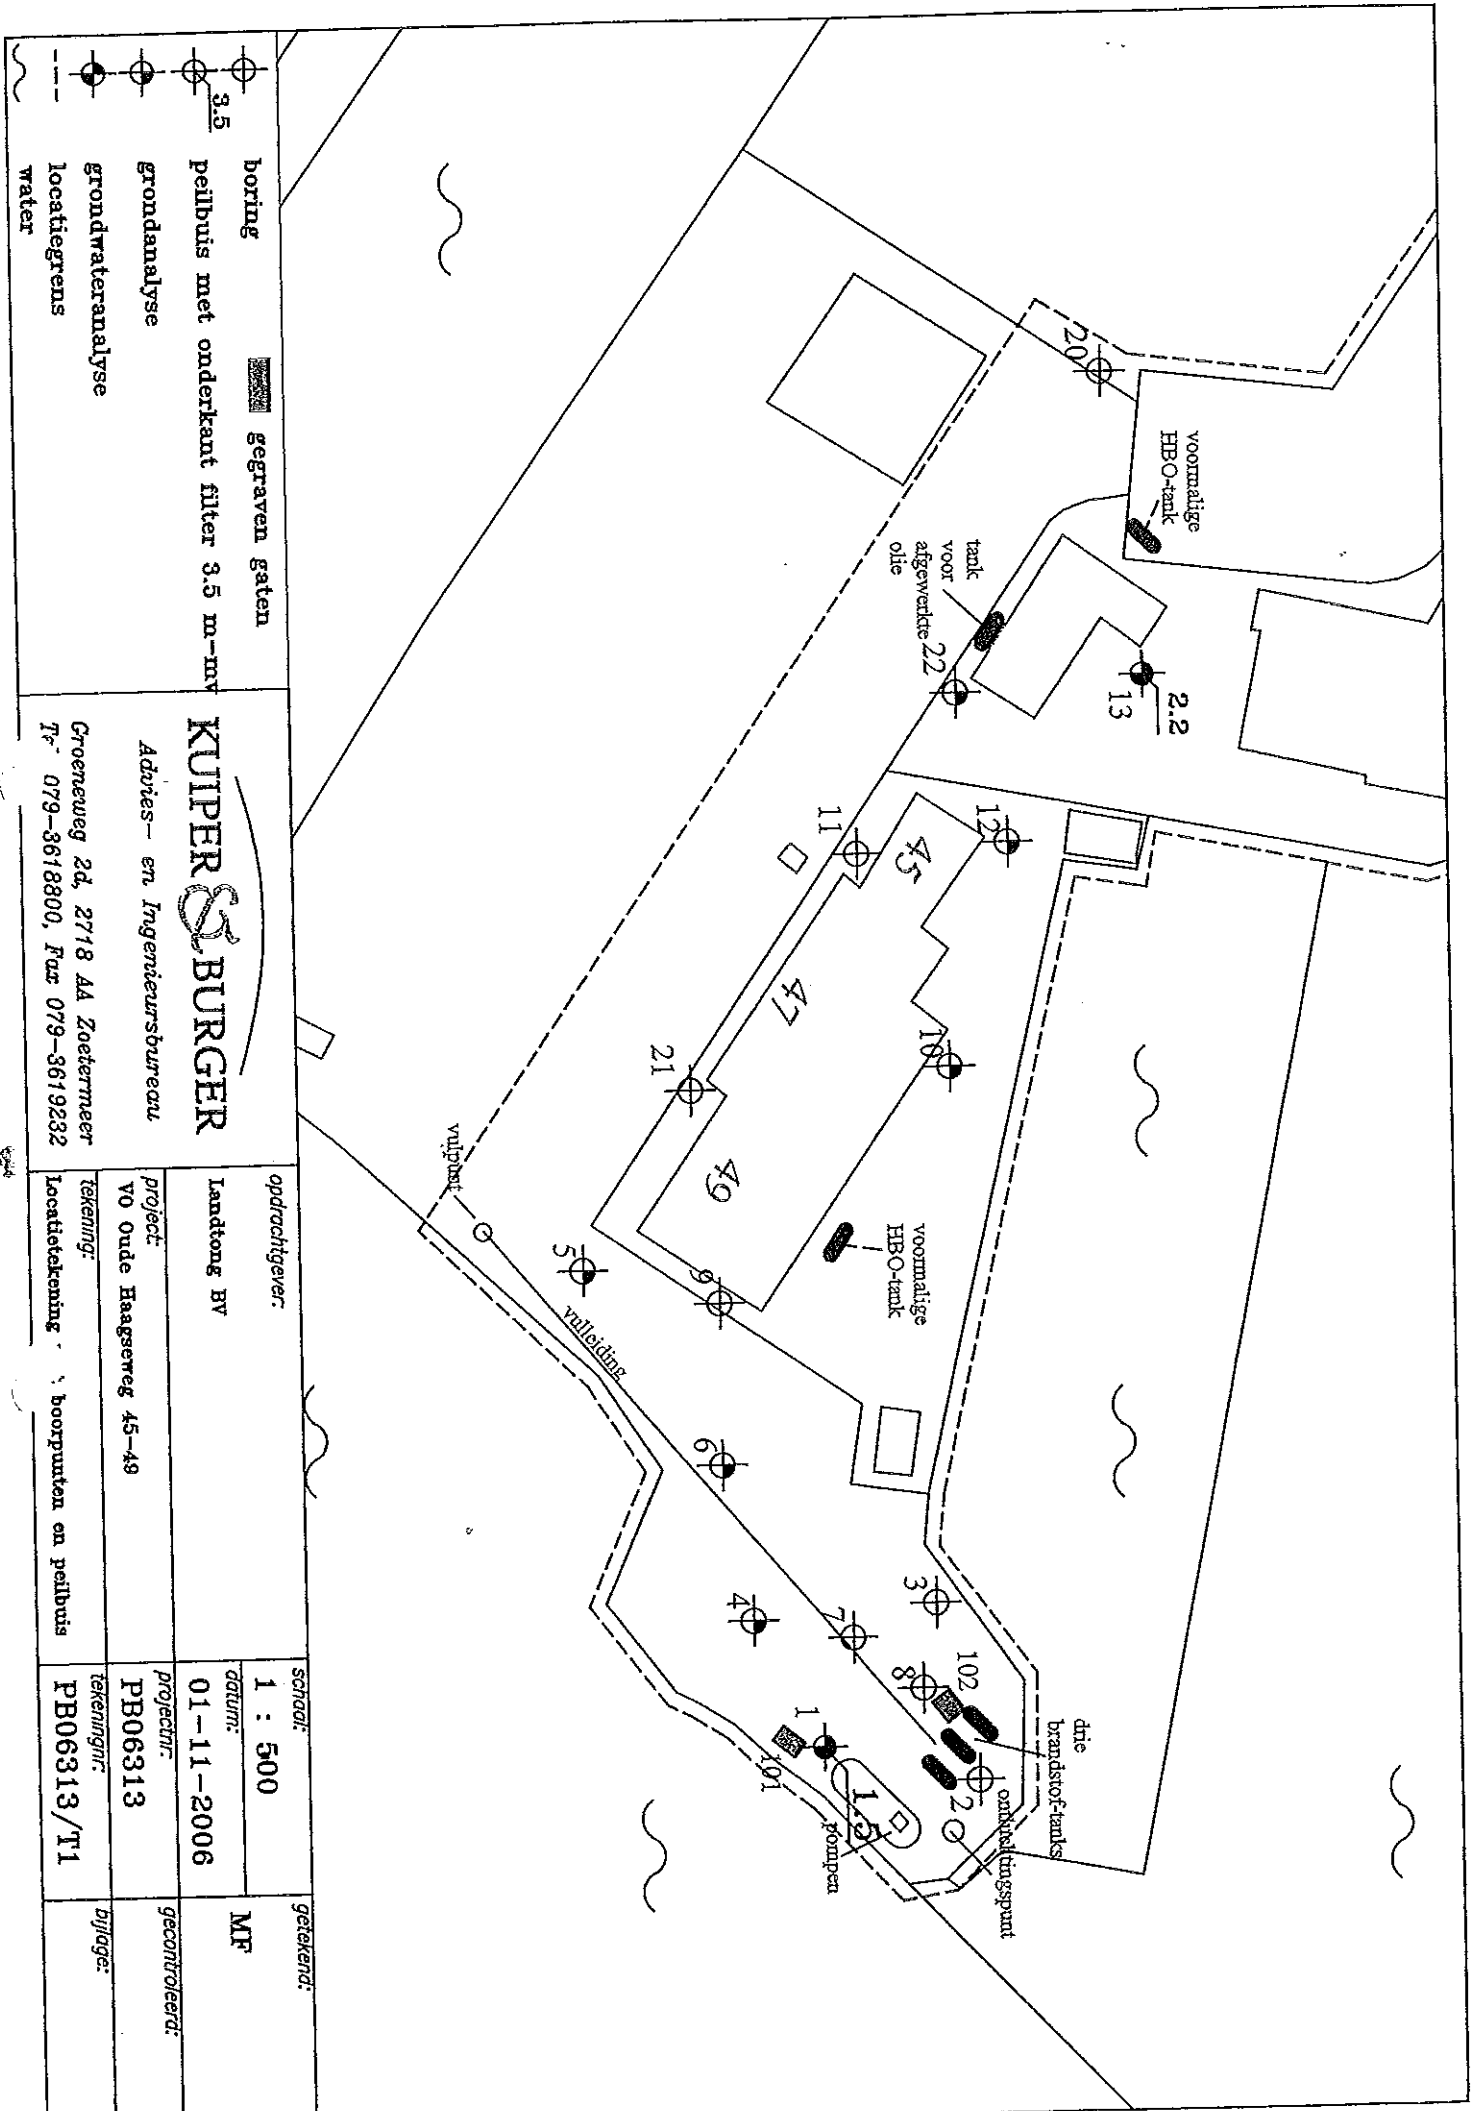 20
voormalige
HBO-tank
tank
voor
afgewerkte
olie
22
2.2
13
11
12
45
47
10
21
49
vulpunt
voormalige
HBO-tank
5
9
vulleiding
6
3
4
7
8
102
drie
brandstof-tanks
1
101
2
ontluchtingspunt
1.5
pompen
boring
gegraven gaten
3.5
peilbuis met onderkant filter 3.5 m-mv
grondanalyse
grondwateranalyse
locatiegrens
water
KUIPER & BURGER
Advies- en Ingenieursbureau
Groeneweg 2d, 2718 AA Zoetermeer
079-3618800, Fax 079-3619232
opdrachtgever:
Landtong BV
project:
VO Oude Haagseweg 45-49
tekening:
Locatietekening boorpunten en peilbuis
schaal:
1 : 500
datum:
01-11-2006
projectnr.
PB06313
tekeningnr.
PB06313/T1
getekend:
MF
gecontroleerd:
bijlage: